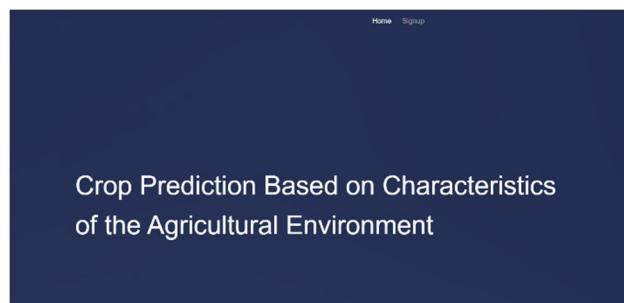 Home Signup
Crop Prediction Based on Characteristics
of the Agricultural Environment